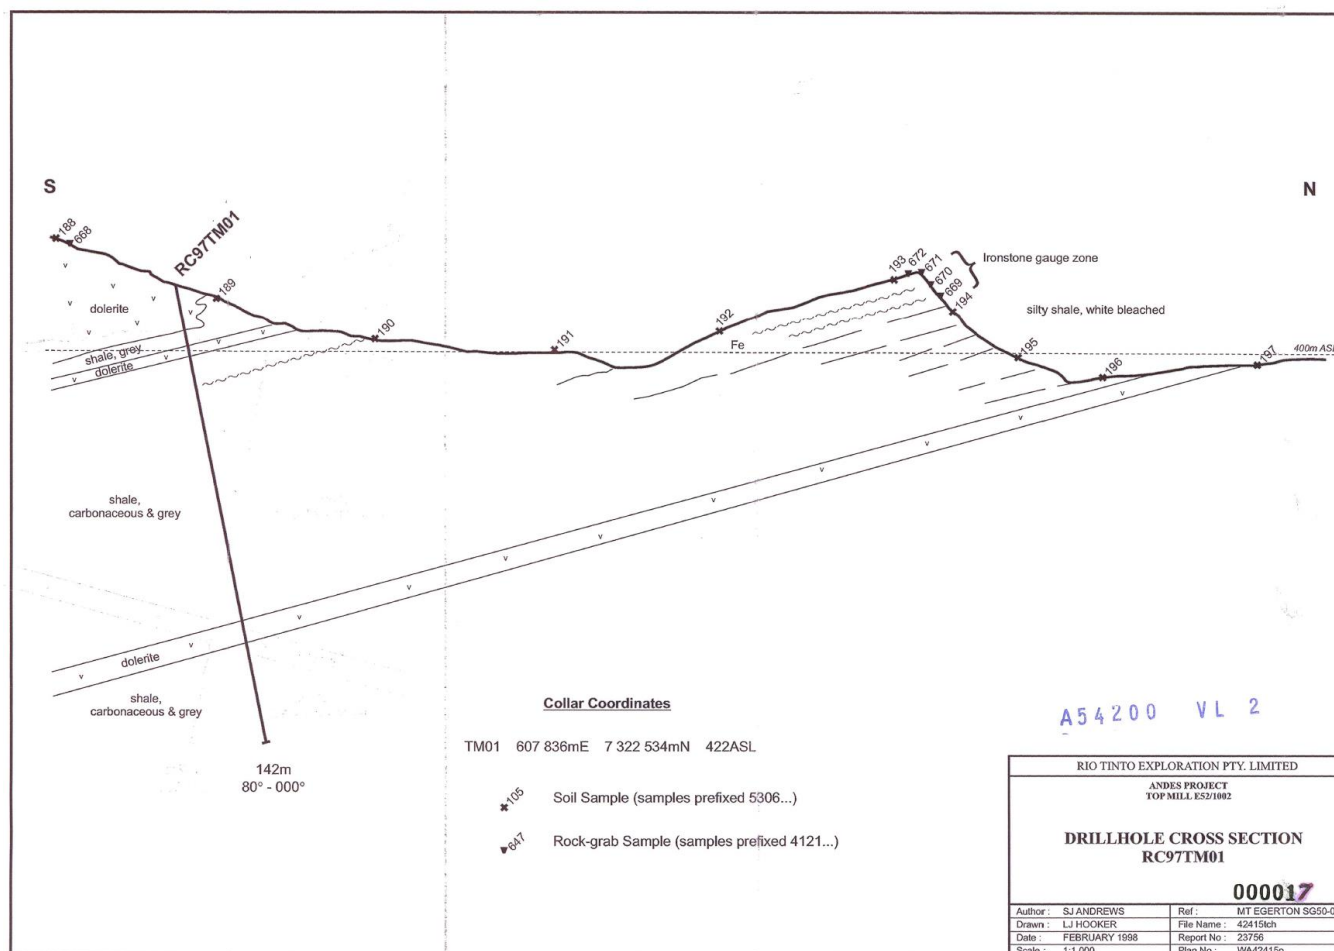 S
N
188
668
RC97TM01
189
190
191
192
193
672
671
670
669
194
195
196
197
Ironstone gauge zone
silty shale, white bleached
dolerite
shale, grey
dolerite
Fe
400m ASL
shale,
carbonaceous & grey
dolerite
shale,
carbonaceous & grey
142m
80° - 000°
Collar Coordinates
TM01 607 836mE 7 322 534mN 422ASL
105 Soil Sample (samples prefixed 5306...)
647 Rock-grab Sample (samples prefixed 4121...)
A54200 VL 2
RIO TINTO EXPLORATION PTY. LIMITED
ANDES PROJECT
TOP MILL E52/1002
DRILLHOLE CROSS SECTION
RC97TM01
000017
Author : SJ ANDREWS Ref : MT EGERTON SG50-0
Drawn : LJ HOOKER File Name : 42415tch
Date : FEBRUARY 1998 Report No : 23756
Scale : 1:1 000 Plan No : WA42415o